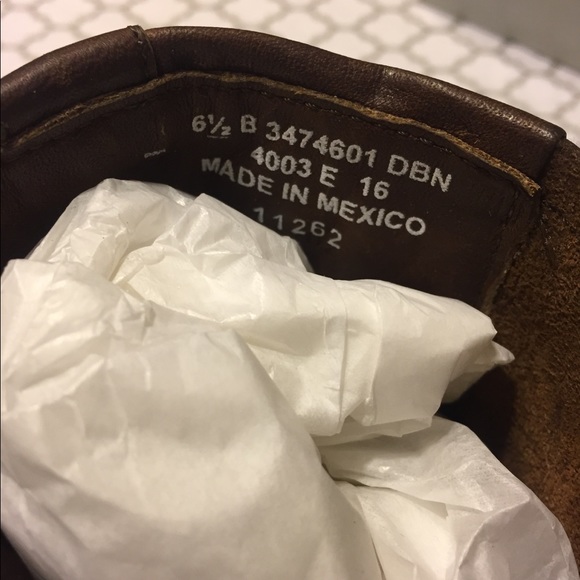 6½ B 3474601 DBN
4003 E 16
MADE IN MEXICO
11262